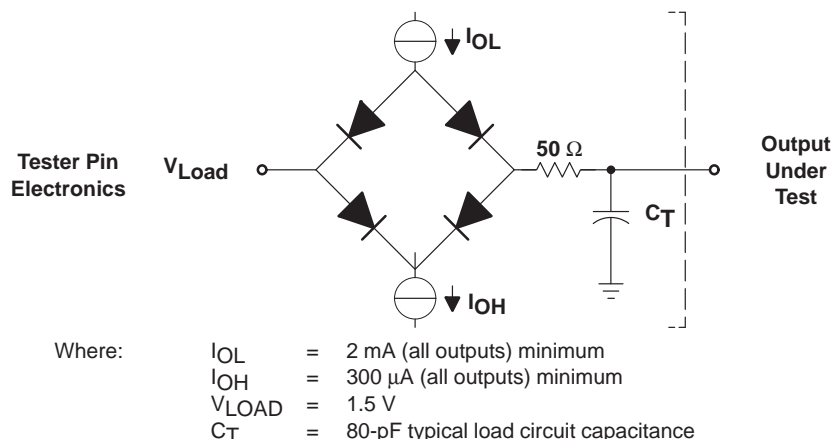 IOL
Tester Pin
Electronics
VLoad
50 Ω
Output
Under
Test
CT
IOH
Where: IOL = 2 mA (all outputs) minimum
IOH = 300 μA (all outputs) minimum
VLOAD = 1.5 V
CT = 80-pF typical load circuit capacitance